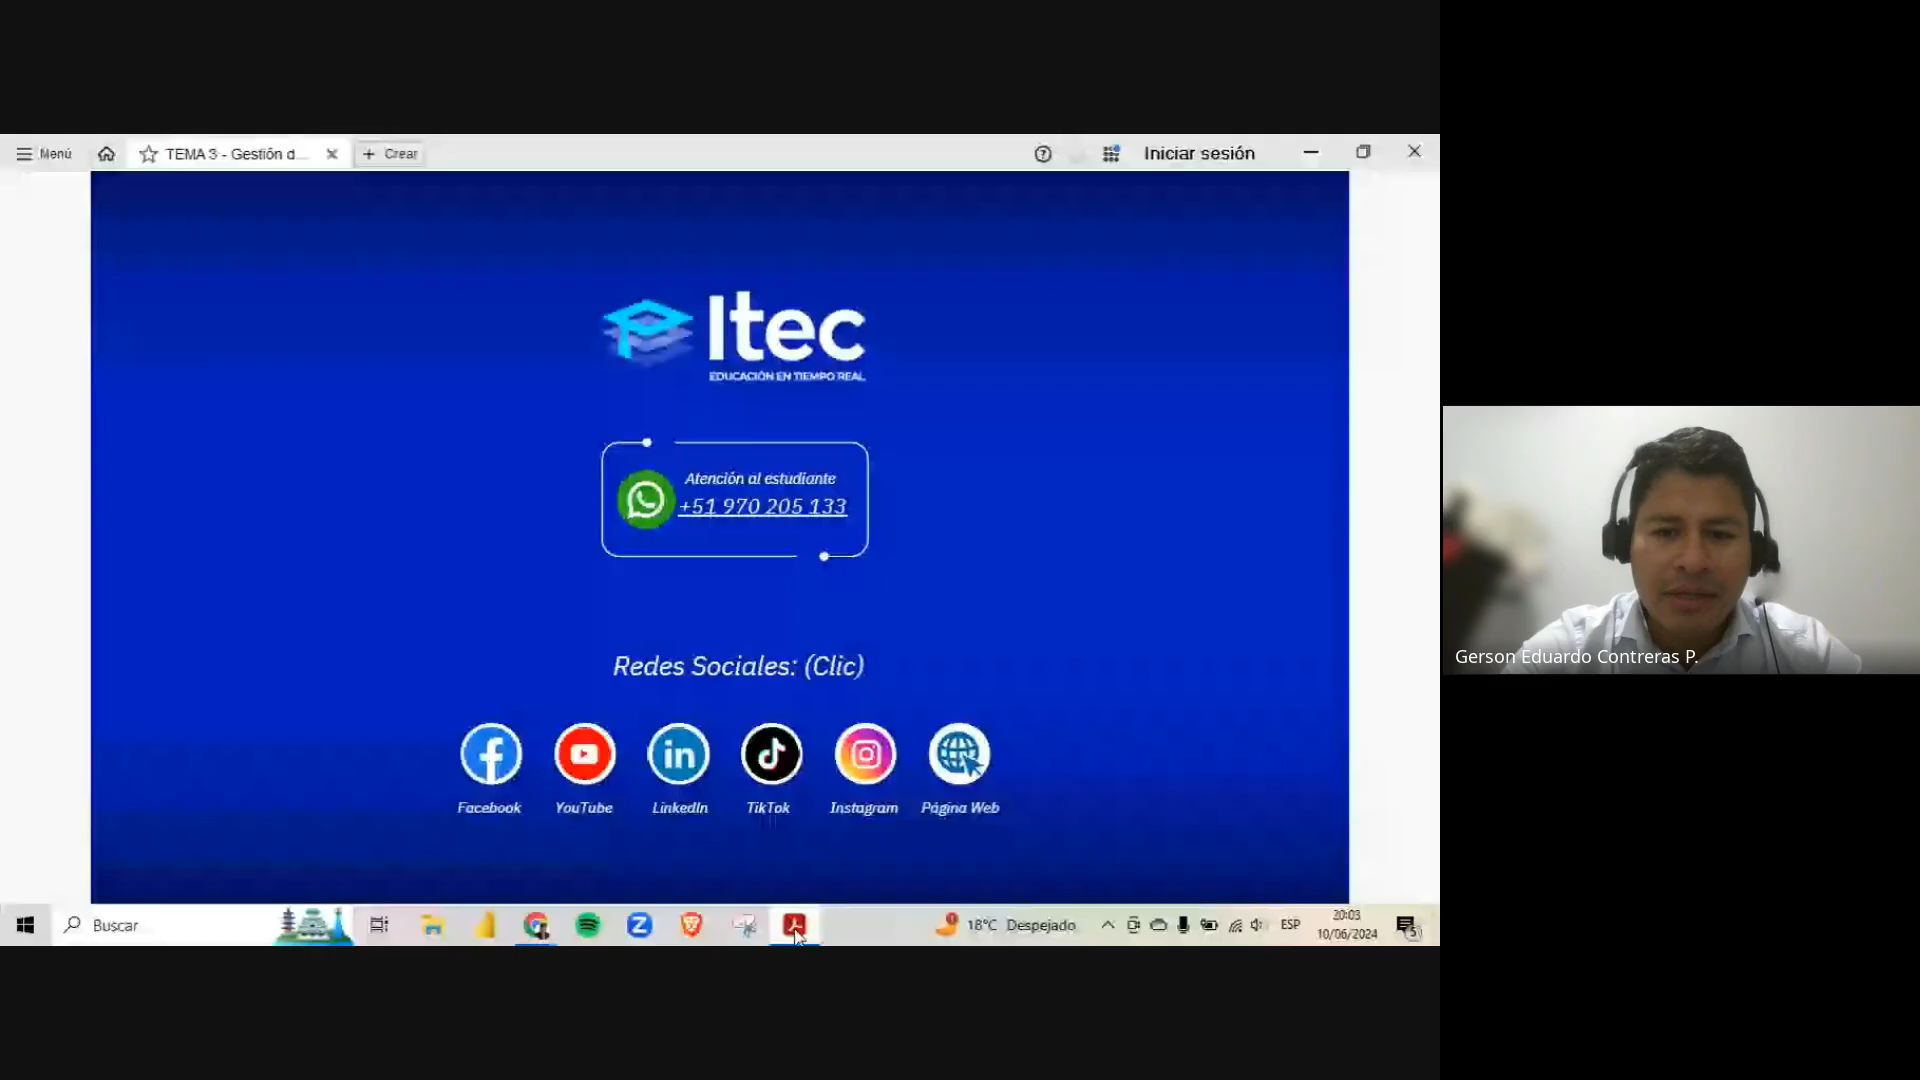 Menú
TEMA 3 - Gestión d...
Crear
Iniciar sesión
Itec
EDUCACIÓN EN TIEMPO REAL
Atención al estudiante
+51 970 205 133
Redes Sociales: (Clic)
Facebook YouTube LinkedIn TikTok Instagram Página Web
Gerson Eduardo Contreras P.
Buscar
18°C Despejado
ESP
20:03
10/06/2024
5